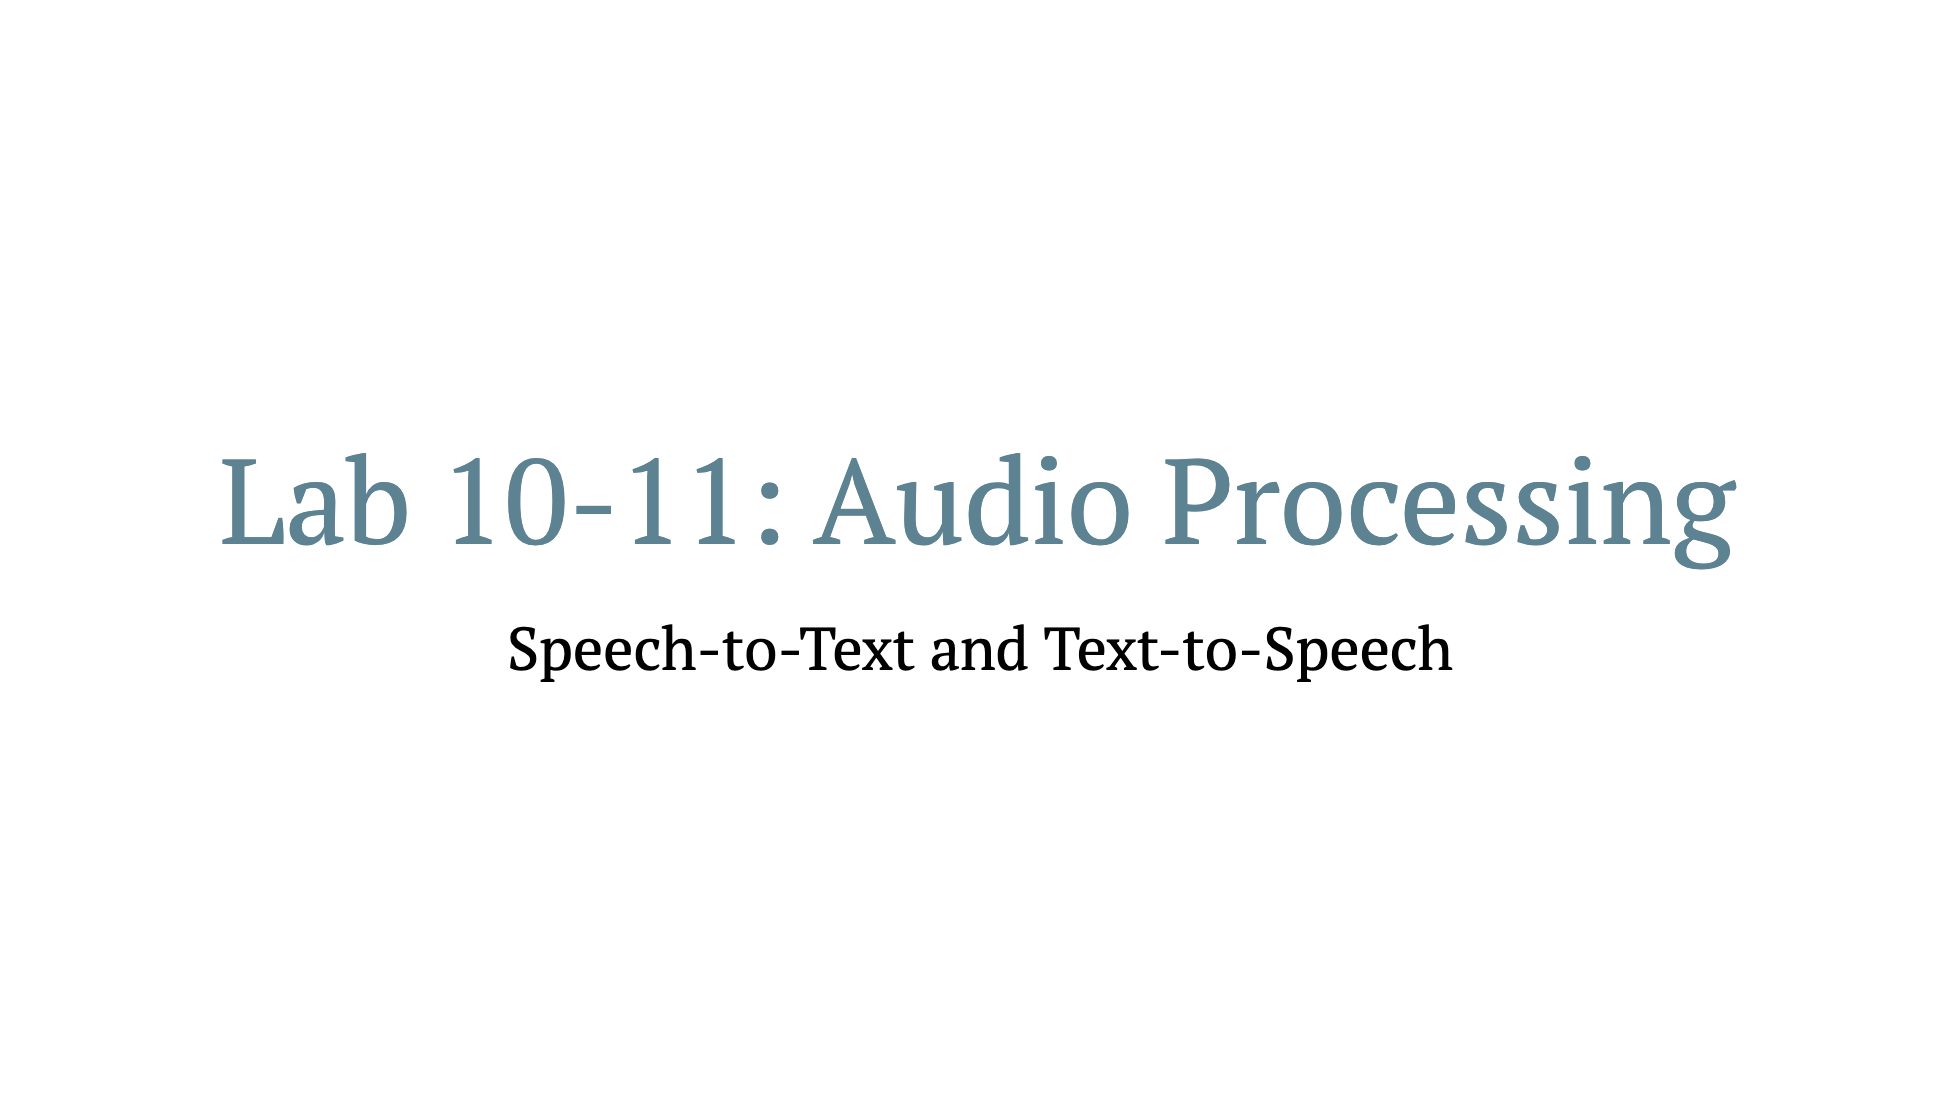 Lab 10-11: Audio Processing
Speech-to-Text and Text-to-Speech